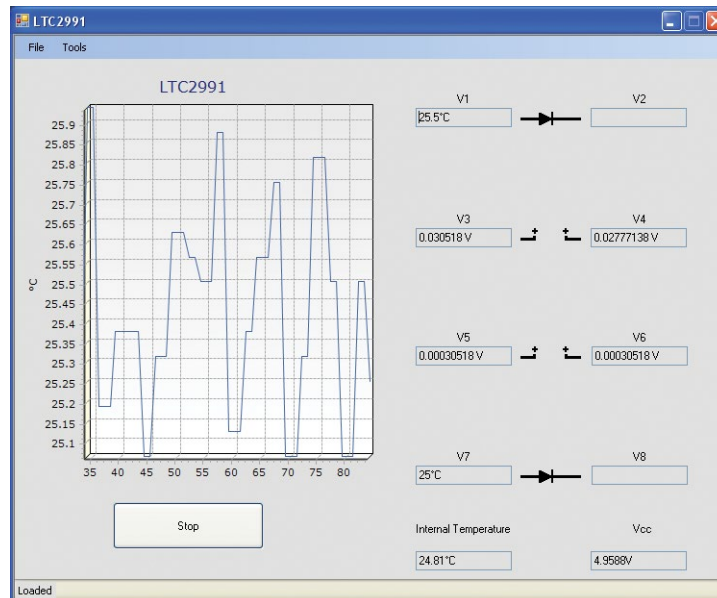 LTC2991
File Tools
LTC2991
25.9
25.85
25.8
25.75
25.7
25.65
25.6
25.55
25.5
25.45
25.4
25.35
25.3
25.25
25.2
25.15
25.1
°C
35 40 45 50 55 60 65 70 75 80
Stop
V1 V2
25.5°C
V3 V4
0.030518 V 0.02777138 V
V5 V6
0.00030518 V 0.00030518 V
V7 V8
25°C
Internal Temperature Vcc
24.81°C 4.9588V
Loaded